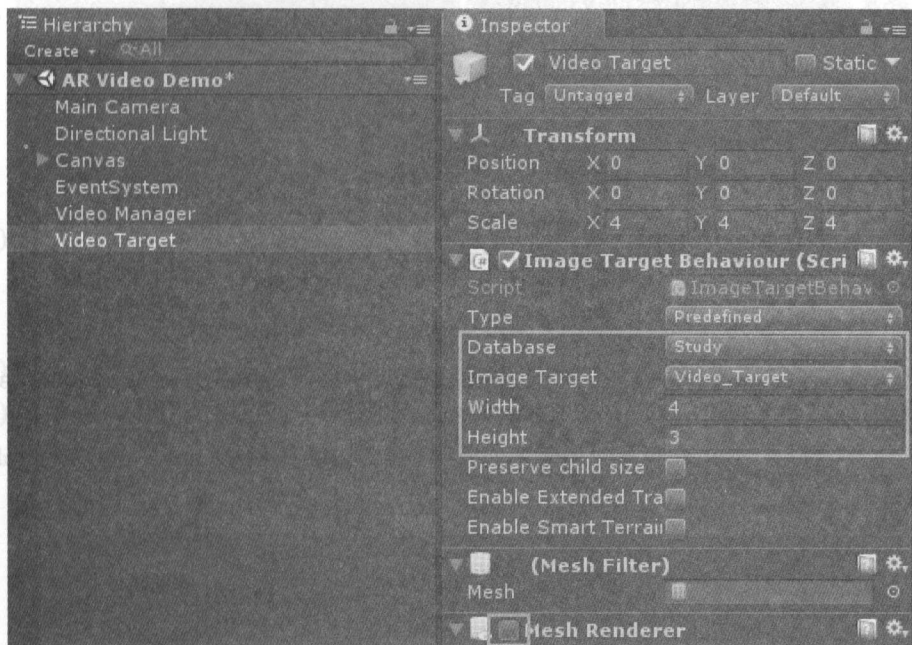 Hierarchy
Create
All
AR Video Demo*
Main Camera
Directional Light
Canvas
EventSystem
Video Manager
Video Target
Inspector
Video Target Static
Tag Untagged Layer Default
Transform
Position X 0 Y 0 Z 0
Rotation X 0 Y 0 Z 0
Scale X 4 Y 4 Z 4
Image Target Behaviour (Scri
Script ImageTargetBehav
Type Predefined
Database Study
Image Target Video_Target
Width 4
Height 3
Preserve child size
Enable Extended Tra
Enable Smart Terrain
(Mesh Filter)
Mesh
Mesh Renderer